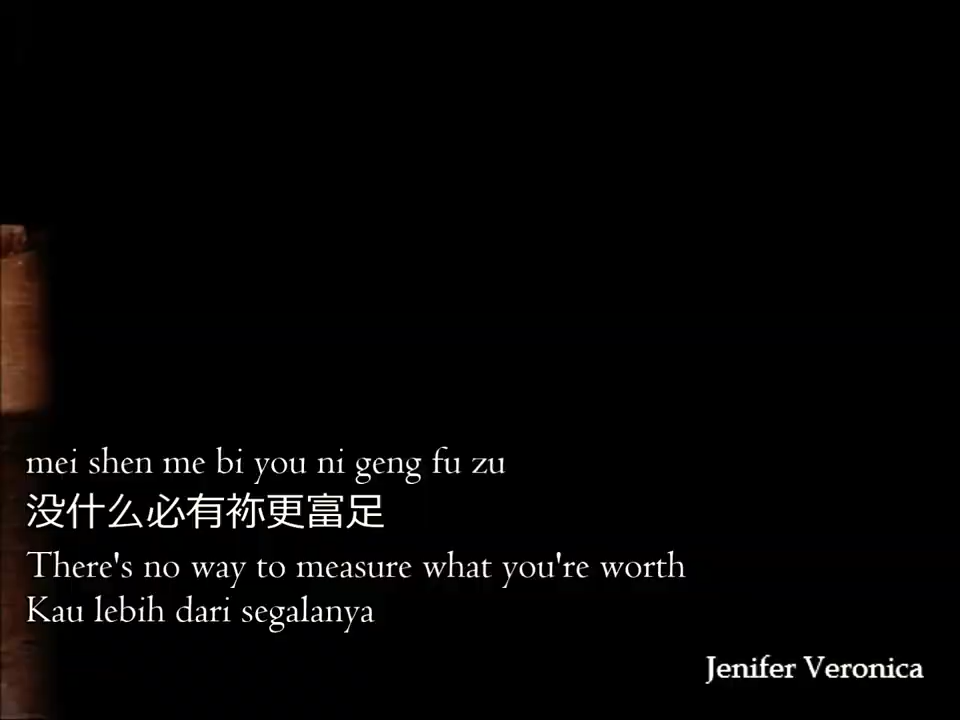 mei shen me bi you ni geng fu zu
没什么必有祢更富足
There's no way to measure what you're worth
Kau lebih dari segalanya
Jenifer Veronica